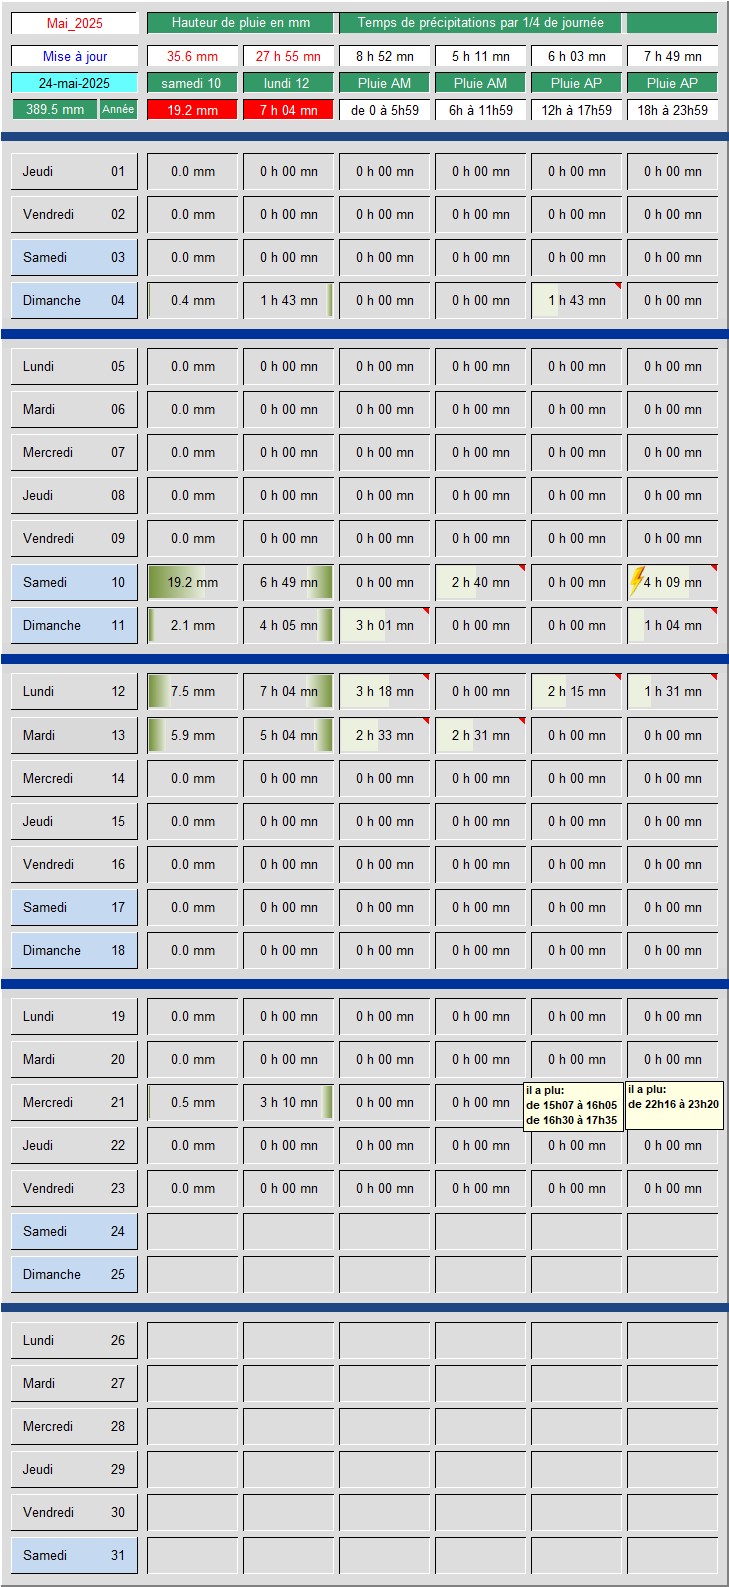 Mai_2025 Hauteur de pluie en mm Temps de précipitations par 1/4 de journée
Mise à jour 35.6 mm 27 h 55 mn 8 h 52 mn 5 h 11 mn 6 h 03 mn 7 h 49 mn
24-mai-2025 samedi 10 lundi 12 Pluie AM Pluie AM Pluie AP Pluie AP
389.5 mm Année 19.2 mm 7 h 04 mn de 0 à 5h59 6h à 11h59 12h à 17h59 18h à 23h59
Jeudi 01 0.0 mm 0 h 00 mn 0 h 00 mn 0 h 00 mn 0 h 00 mn 0 h 00 mn
Vendredi 02 0.0 mm 0 h 00 mn 0 h 00 mn 0 h 00 mn 0 h 00 mn 0 h 00 mn
Samedi 03 0.0 mm 0 h 00 mn 0 h 00 mn 0 h 00 mn 0 h 00 mn 0 h 00 mn
Dimanche 04 0.4 mm 1 h 43 mn 0 h 00 mn 0 h 00 mn 1 h 43 mn 0 h 00 mn
Lundi 05 0.0 mm 0 h 00 mn 0 h 00 mn 0 h 00 mn 0 h 00 mn 0 h 00 mn
Mardi 06 0.0 mm 0 h 00 mn 0 h 00 mn 0 h 00 mn 0 h 00 mn 0 h 00 mn
Mercredi 07 0.0 mm 0 h 00 mn 0 h 00 mn 0 h 00 mn 0 h 00 mn 0 h 00 mn
Jeudi 08 0.0 mm 0 h 00 mn 0 h 00 mn 0 h 00 mn 0 h 00 mn 0 h 00 mn
Vendredi 09 0.0 mm 0 h 00 mn 0 h 00 mn 0 h 00 mn 0 h 00 mn 0 h 00 mn
Samedi 10 19.2 mm 6 h 49 mn 0 h 00 mn 2 h 40 mn 0 h 00 mn 4 h 09 mn
Dimanche 11 2.1 mm 4 h 05 mn 3 h 01 mn 0 h 00 mn 0 h 00 mn 1 h 04 mn
Lundi 12 7.5 mm 7 h 04 mn 3 h 18 mn 0 h 00 mn 2 h 15 mn 1 h 31 mn
Mardi 13 5.9 mm 5 h 04 mn 2 h 33 mn 2 h 31 mn 0 h 00 mn 0 h 00 mn
Mercredi 14 0.0 mm 0 h 00 mn 0 h 00 mn 0 h 00 mn 0 h 00 mn 0 h 00 mn
Jeudi 15 0.0 mm 0 h 00 mn 0 h 00 mn 0 h 00 mn 0 h 00 mn 0 h 00 mn
Vendredi 16 0.0 mm 0 h 00 mn 0 h 00 mn 0 h 00 mn 0 h 00 mn 0 h 00 mn
Samedi 17 0.0 mm 0 h 00 mn 0 h 00 mn 0 h 00 mn 0 h 00 mn 0 h 00 mn
Dimanche 18 0.0 mm 0 h 00 mn 0 h 00 mn 0 h 00 mn 0 h 00 mn 0 h 00 mn
Lundi 19 0.0 mm 0 h 00 mn 0 h 00 mn 0 h 00 mn 0 h 00 mn 0 h 00 mn
Mardi 20 0.0 mm 0 h 00 mn 0 h 00 mn 0 h 00 mn 0 h 00 mn 0 h 00 mn
Mercredi 21 0.5 mm 3 h 10 mn 0 h 00 mn 0 h 00 mn
il a plu:
de 15h07 à 16h05
de 16h30 à 17h35
il a plu:
de 22h16 à 23h20
Jeudi 22 0.0 mm 0 h 00 mn 0 h 00 mn 0 h 00 mn 0 h 00 mn 0 h 00 mn
Vendredi 23 0.0 mm 0 h 00 mn 0 h 00 mn 0 h 00 mn 0 h 00 mn 0 h 00 mn
Samedi 24
Dimanche 25
Lundi 26
Mardi 27
Mercredi 28
Jeudi 29
Vendredi 30
Samedi 31